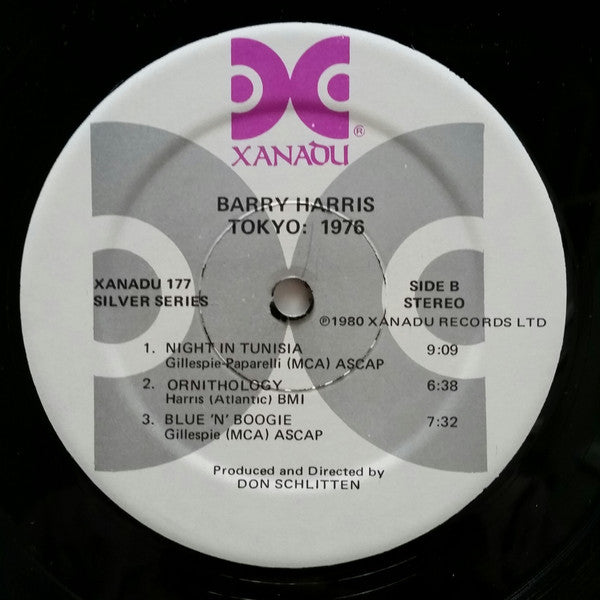 ®
XANADU
BARRY HARRIS
TOKYO: 1976
XANADU 177
SILVER SERIES
SIDE B
STEREO
℗1980 XANADU RECORDS LTD
1. NIGHT IN TUNISIA 9:09
Gillespie-Paparelli (MCA) ASCAP
2. ORNITHOLOGY 6:38
Harris (Atlantic) BMI
3. BLUE 'N' BOOGIE 7:32
Gillespie (MCA) ASCAP
Produced and Directed by
DON SCHLITTEN